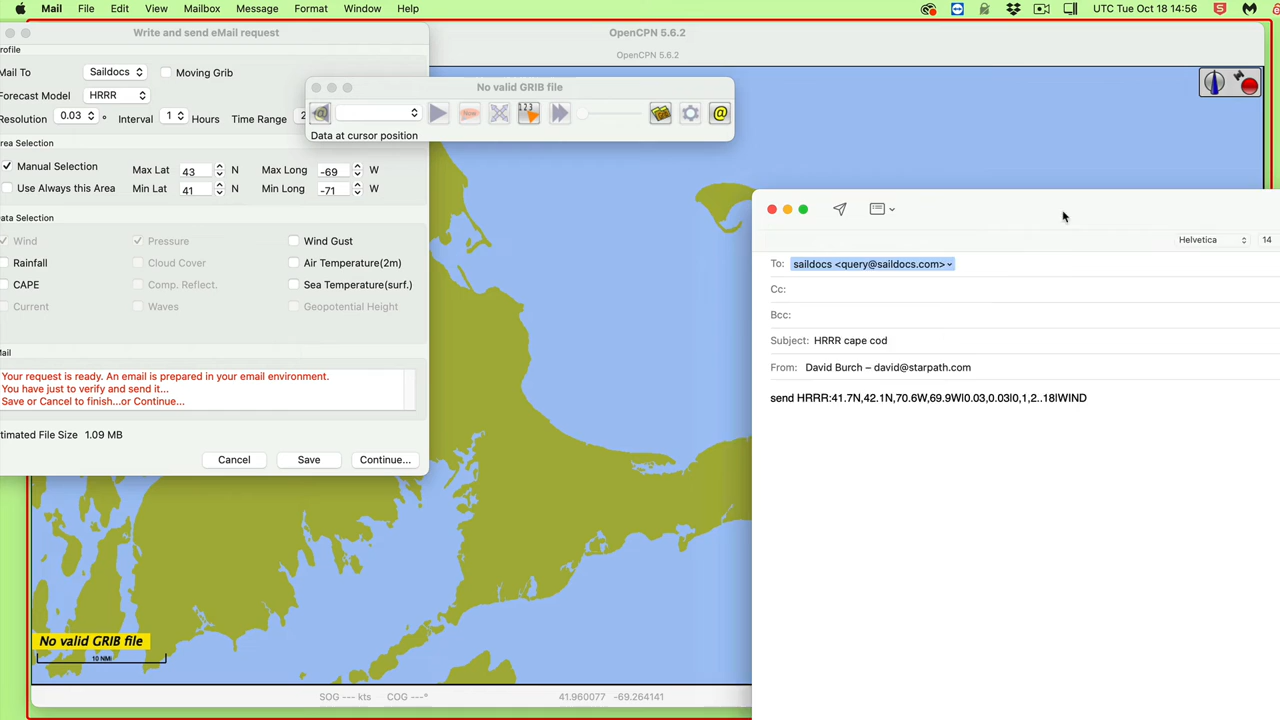 Mail File Edit View Mailbox Message Format Window Help UTC Tue Oct 18 14:56
Write and send eMail request
rofile
Mail To Saildocs Moving Grib
Forecast Model HRRR
Resolution 0.03 ° Interval 1 Hours Time Range 2
rea Selection
Manual Selection Max Lat 43 N Max Long -69 W
Use Always this Area Min Lat 41 N Min Long -71 W
ata Selection
Wind Pressure Wind Gust
Rainfall Cloud Cover Air Temperature(2m)
CAPE Comp. Reflect. Sea Temperature(surf.)
Current Waves Geopotential Height
Mail
Your request is ready. An email is prepared in your email environment.
You have just to verify and send it...
Save or Cancel to finish...or Continue...
timated File Size 1.09 MB
Cancel Save Continue...
OpenCPN 5.6.2
OpenCPN 5.6.2
No valid GRIB file
123
Data at cursor position
Helvetica 14
To: saildocs <query@saildocs.com>
Cc:
Bcc:
Subject: HRRR cape cod
From: David Burch – david@starpath.com
send HRRR:41.7N,42.1N,70.6W,69.9W|0.03,0.03|0,1,2..18|WIND
No valid GRIB file
10 NMi
SOG --- kts COG ---° 41.960077 -69.264141